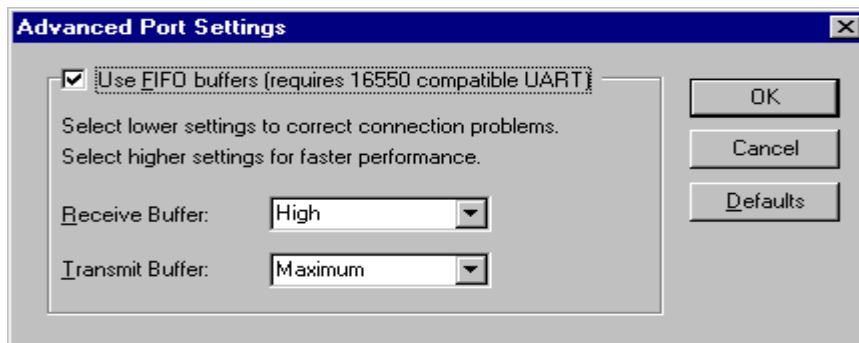 Advanced Port Settings
Use FIFO buffers (requires 16550 compatible UART)
Select lower settings to correct connection problems.
Select higher settings for faster performance.
Receive Buffer: High
Transmit Buffer: Maximum
OK
Cancel
Defaults